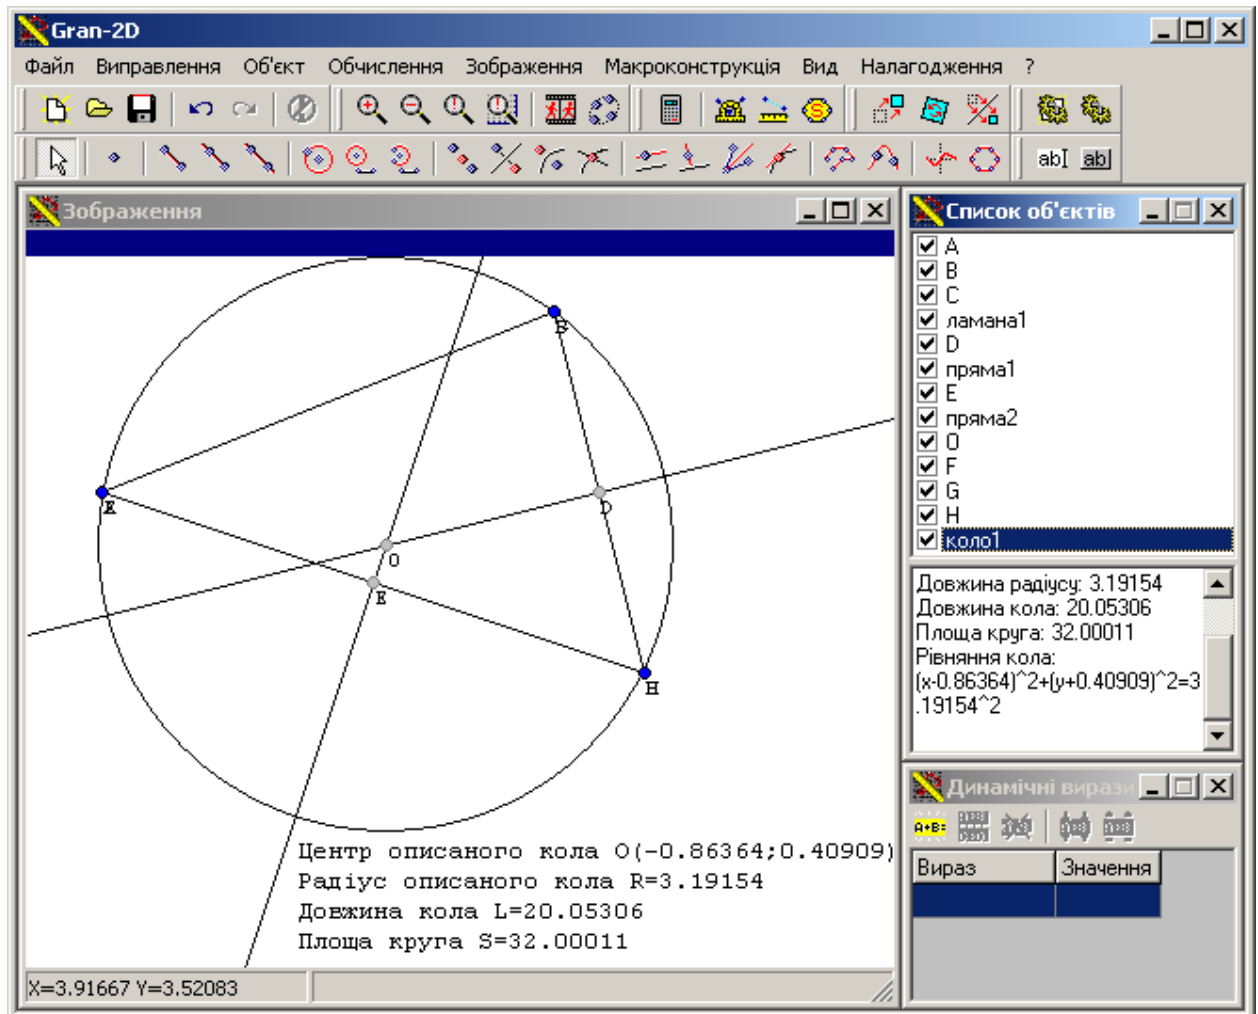 Gran-2D
Файл Виправлення Об'єкт Обчислення Зображення Макроконструкція Вид Налагодження ?
abI ab|
Зображення
B
E
D
O
E
H
Центр описаного кола O(-0.86364;0.40909)
Радіус описаного кола R=3.19154
Довжина кола L=20.05306
Площа круга S=32.00011
X=3.91667 Y=3.52083
Список об'єктів
A
B
C
ламана1
D
пряма1
E
пряма2
O
F
G
H
коло1
Довжина радіусу: 3.19154
Довжина кола: 20.05306
Площа круга: 32.00011
Рівняння кола:
(x-0.86364)^2+(y+0.40909)^2=3
.19154^2
Динамічні вирази
A+B=
Вираз Значення